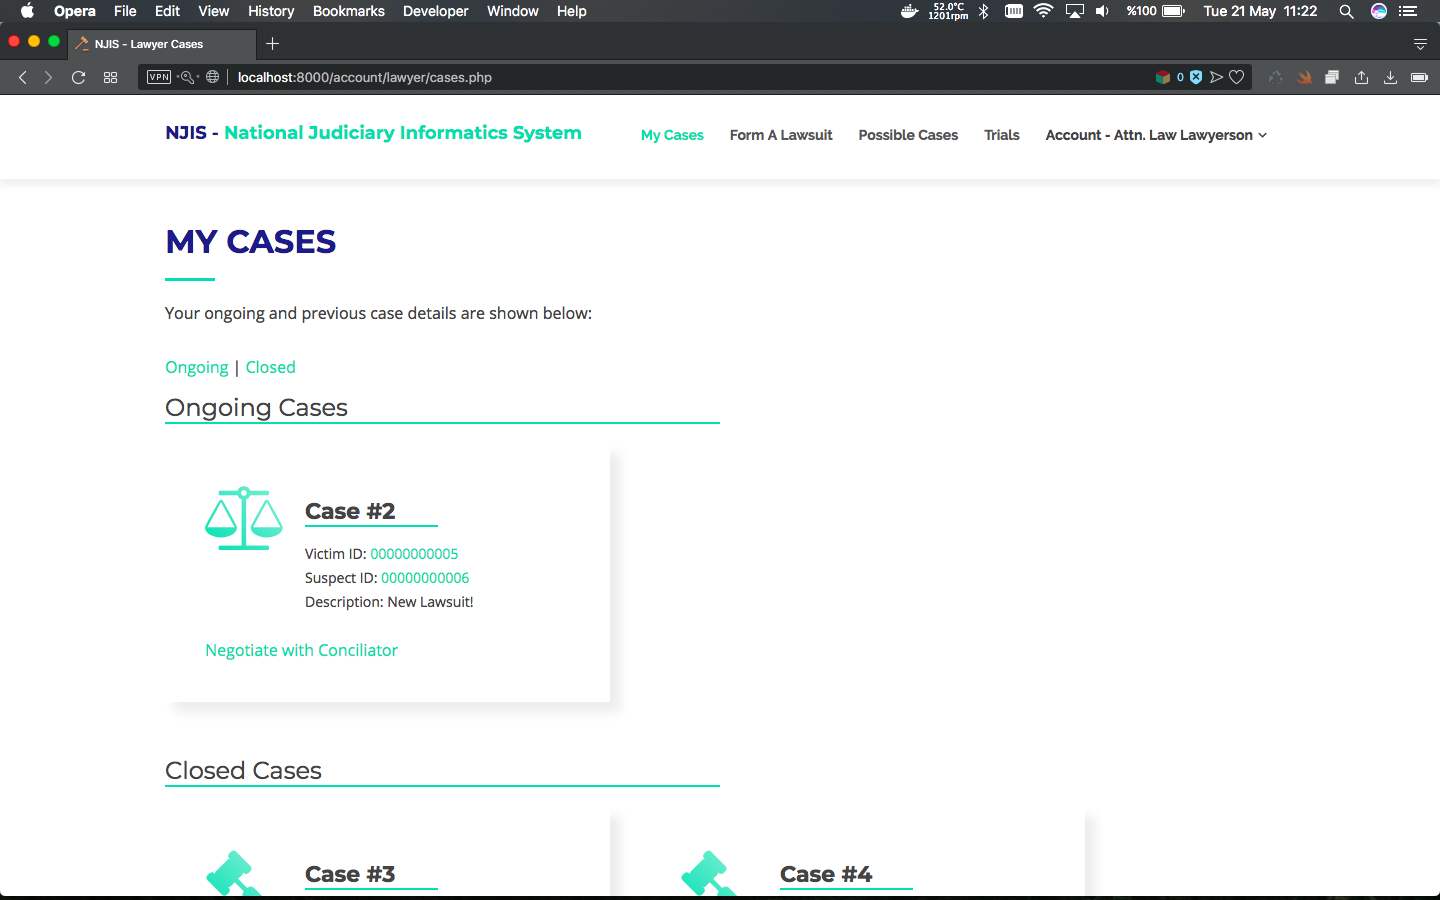 Opera File Edit View History Bookmarks Developer Window Help 52.0°C 1201rpm %100 Tue 21 May 11:22
NJIS - Lawyer Cases
VPN localhost:8000/account/lawyer/cases.php 0
NJIS - National Judiciary Informatics System My Cases Form A Lawsuit Possible Cases Trials Account - Attn. Law Lawyerson
MY CASES
Your ongoing and previous case details are shown below:
Ongoing | Closed
Ongoing Cases
Case #2
Victim ID: 00000000005
Suspect ID: 00000000006
Description: New Lawsuit!
Negotiate with Conciliator
Closed Cases
Case #3 Case #4